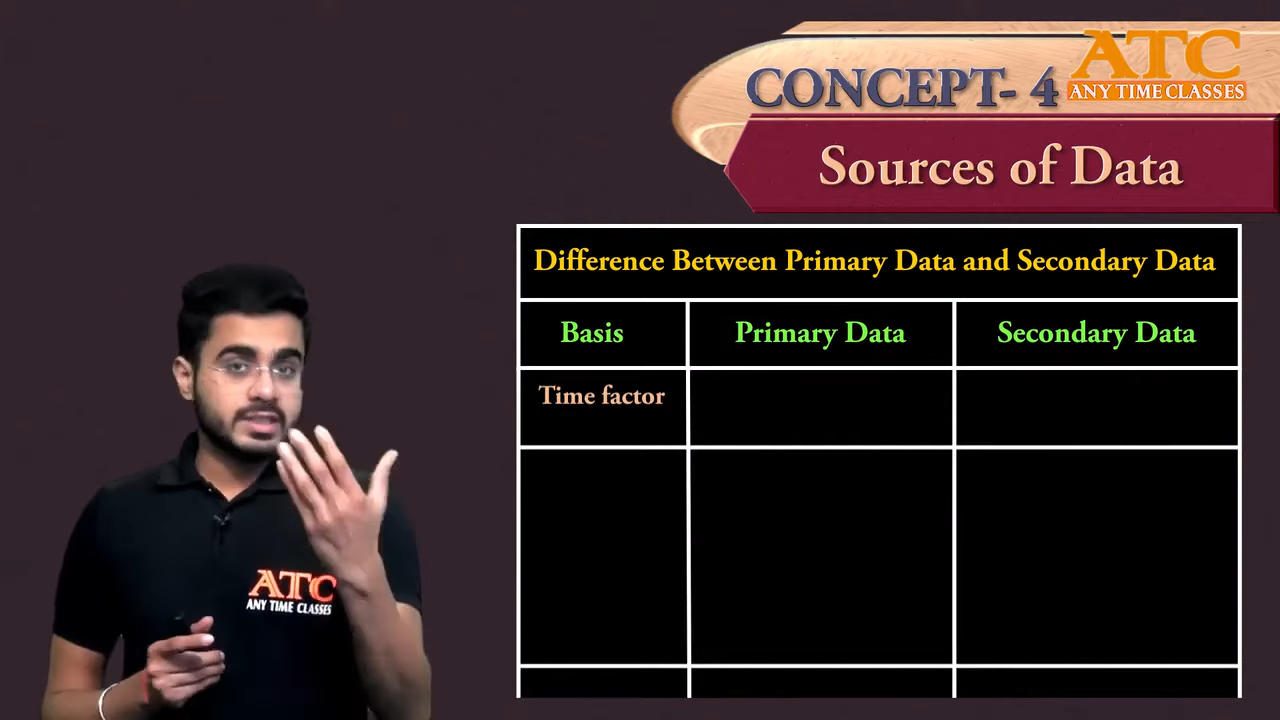 CONCEPT- 4
ATC
ANY TIME CLASSES
Sources of Data
Difference Between Primary Data and Secondary Data
Basis
Primary Data
Secondary Data
Time factor
ATC
ANY TIME CLASSES